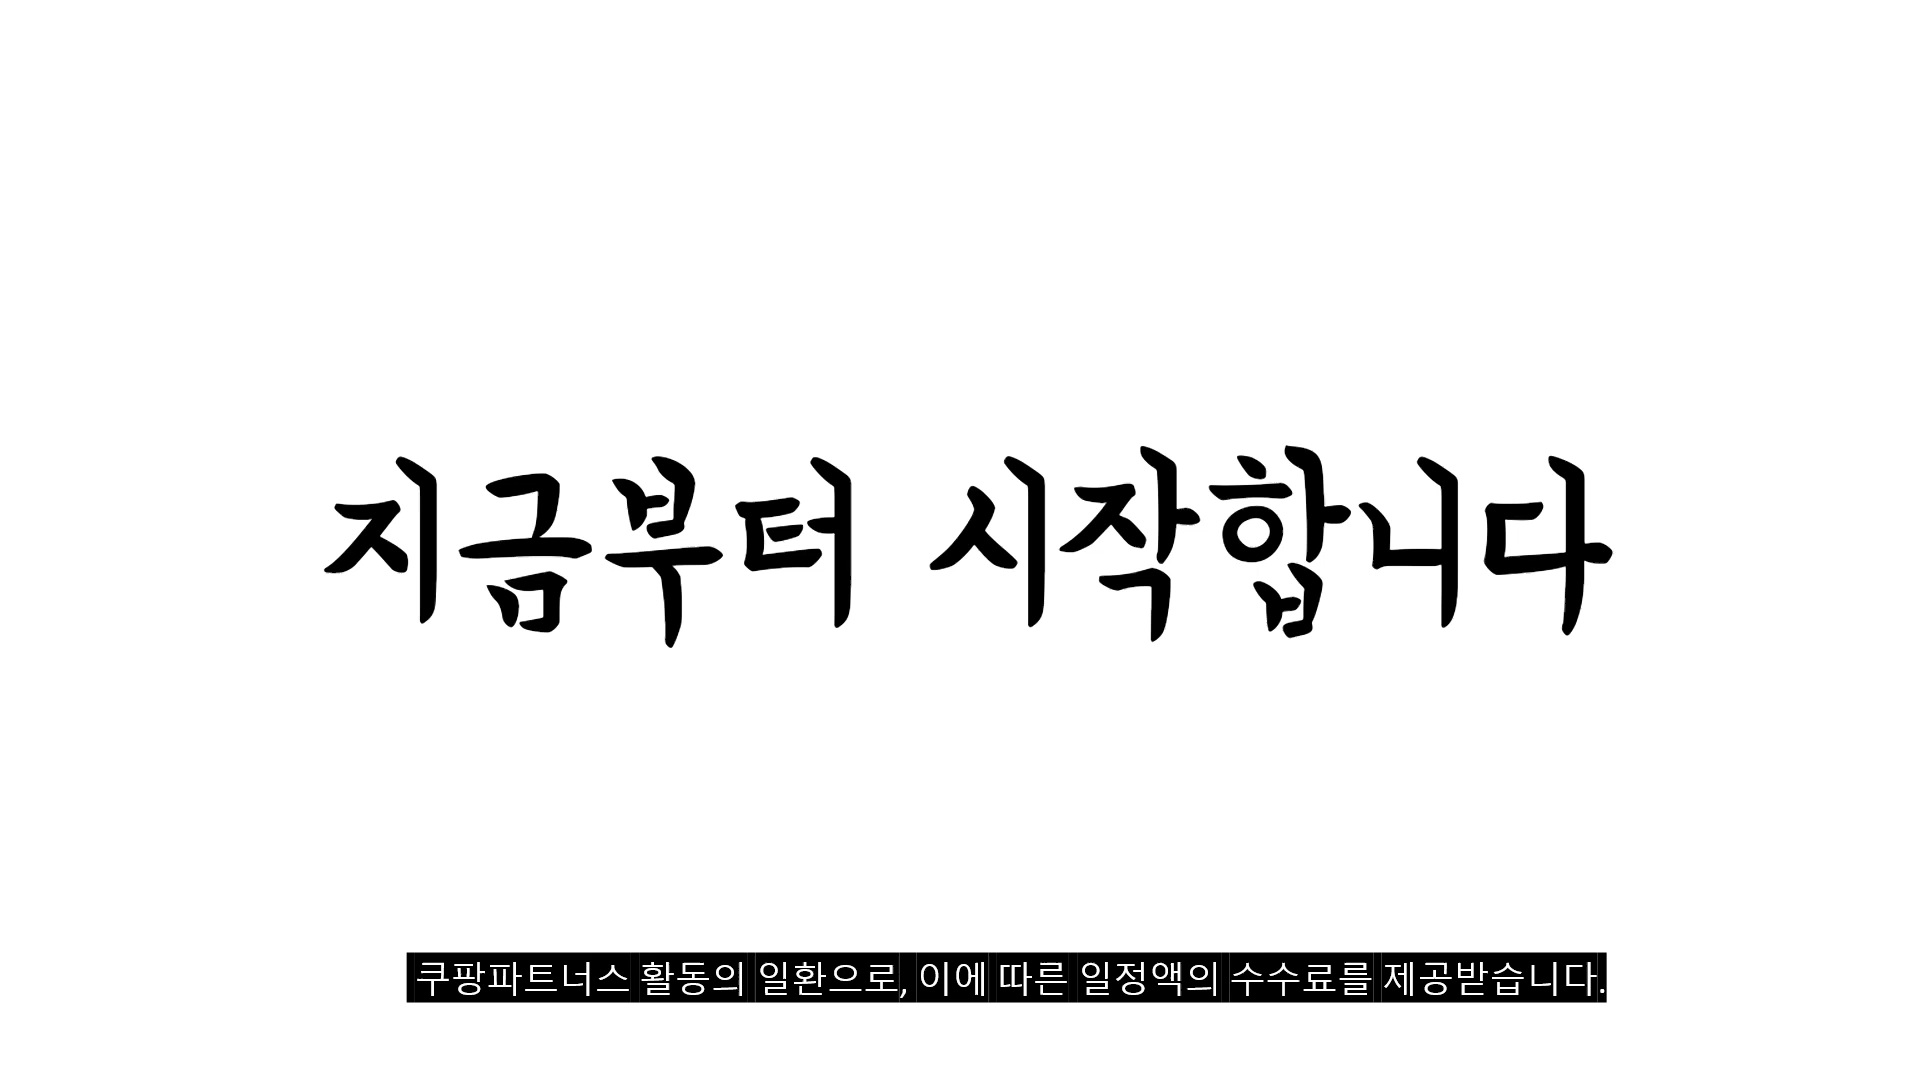 지금부터 시작합니다
쿠팡파트너스 활동의 일환으로, 이에 따른 일정액의 수수료를 제공받습니다.